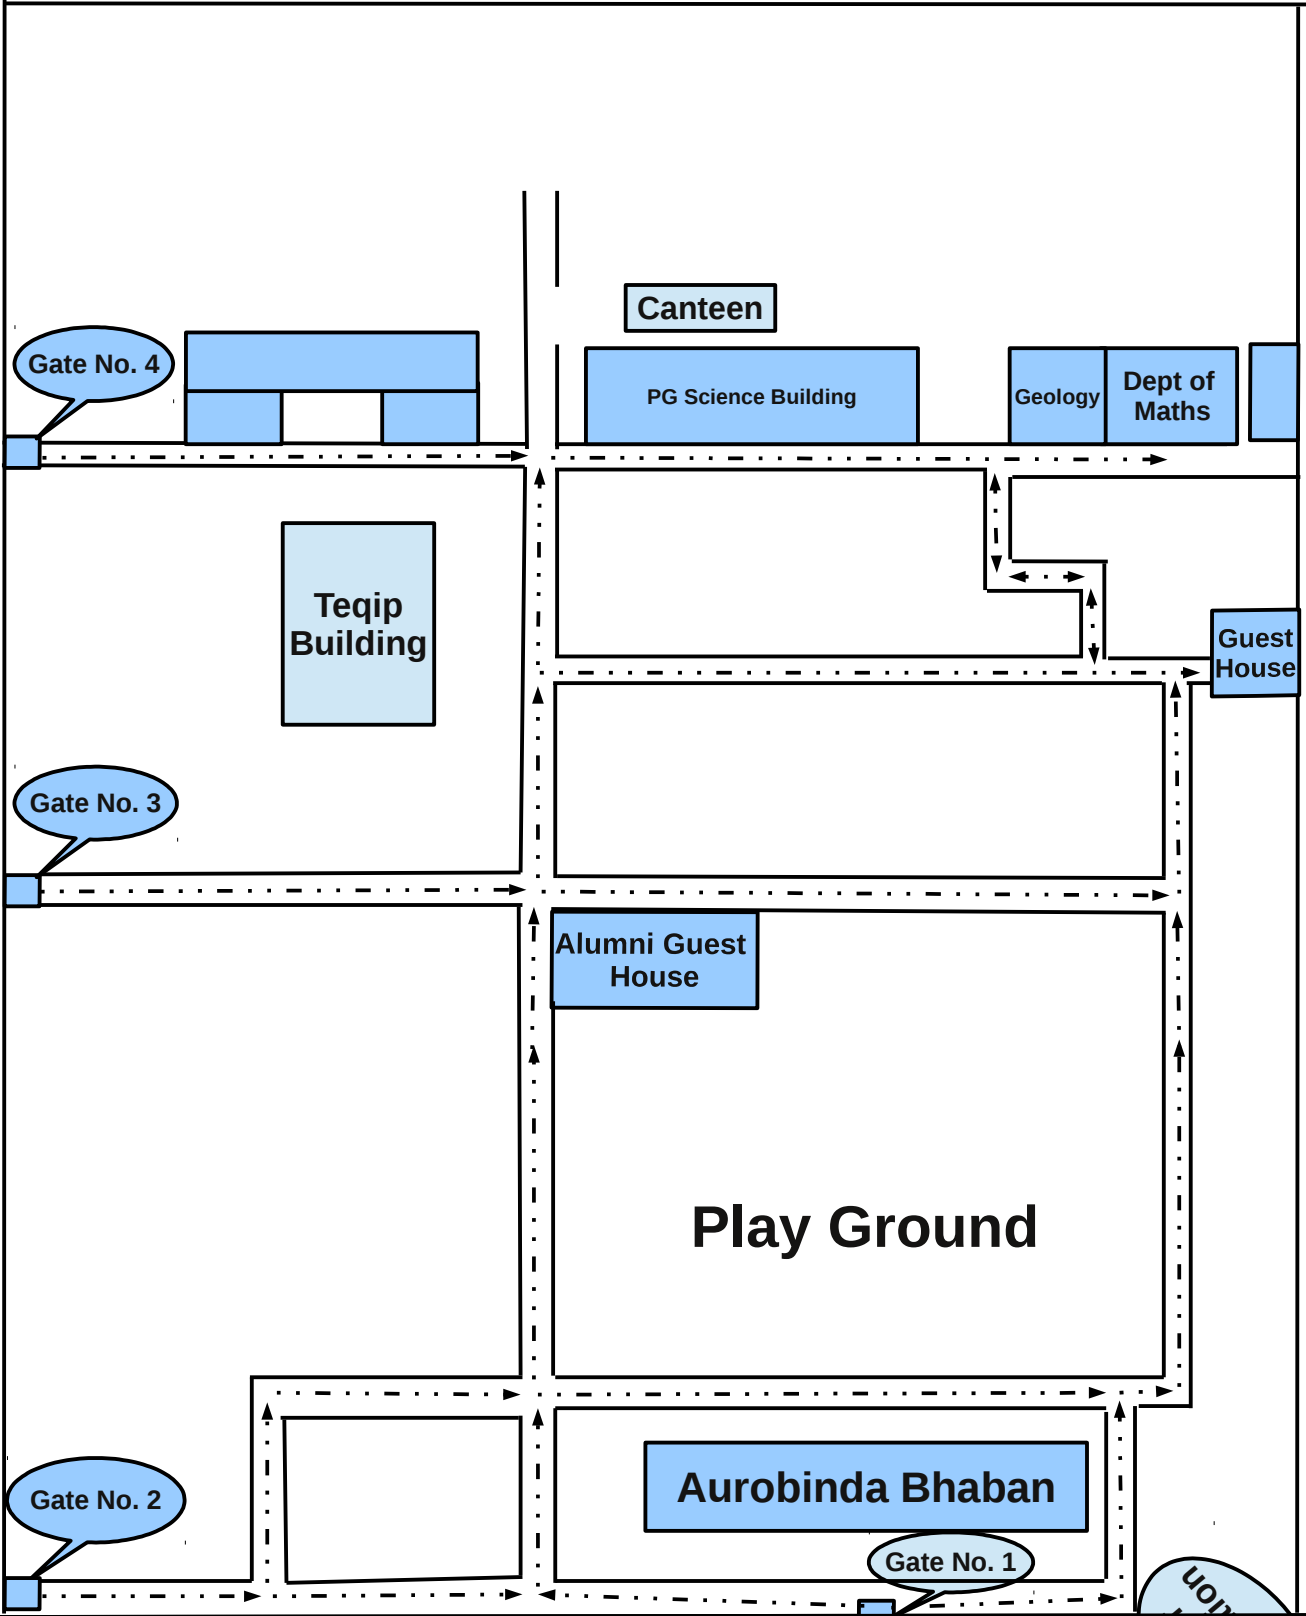 Canteen
Gate No. 4
PG Science Building
Geology
Dept of
Maths
Teqip
Building
Guest
House
Gate No. 3
Alumni Guest
House
Play Ground
Aurobinda Bhaban
Gate No. 2
Gate No. 1